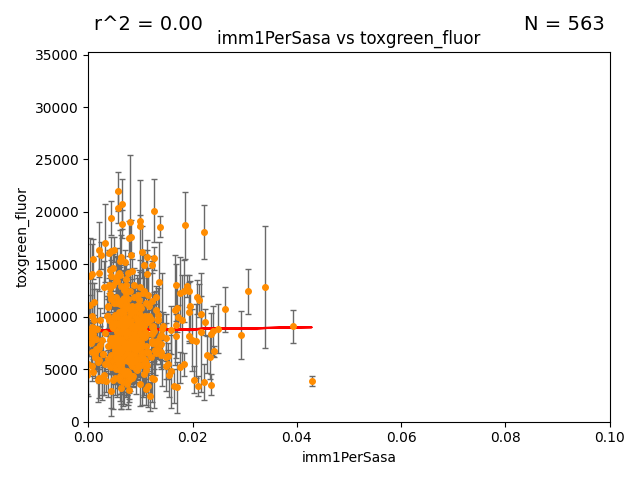 r^2 = 0.00
N = 563
imm1PerSasa vs toxgreen_fluor
35000
30000
25000
20000
15000
10000
5000
0
toxgreen_fluor
0.00
0.02
0.04
0.06
0.08
0.10
imm1PerSasa